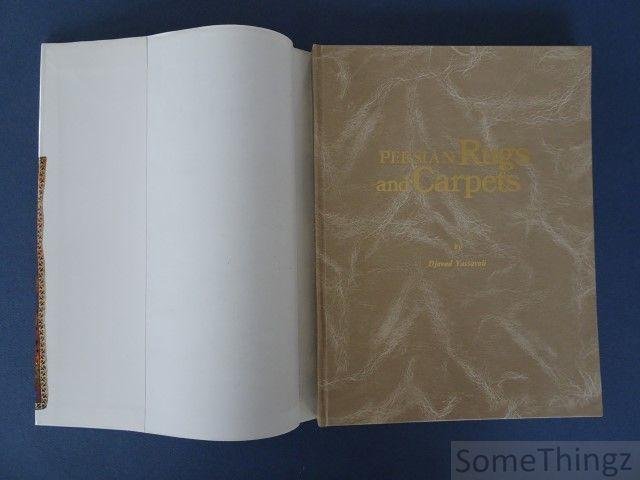 PERSIAN Rugs
and Carpets
by
Djavad Yassavoli
SomeThingz